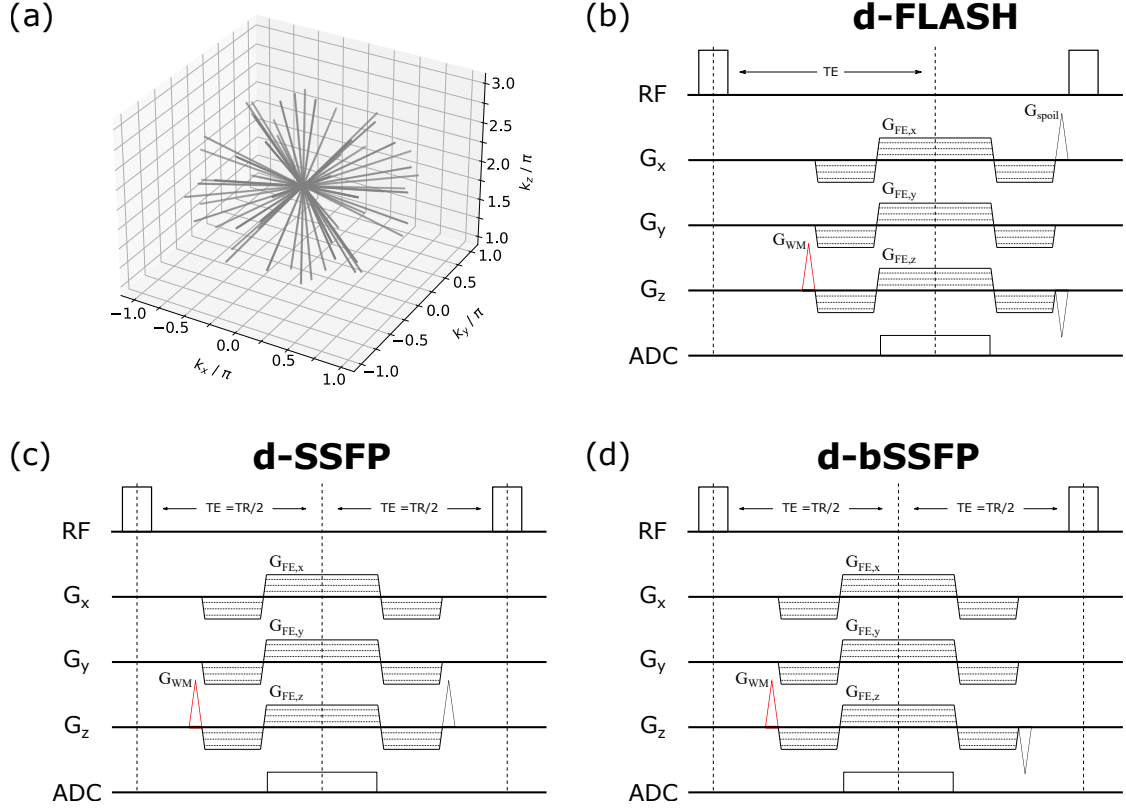 (a)
3.0
2.5
2.0
1.5
1.0
k_z / π
1.0
0.5
0.0
−0.5
−1.0
k_y / π
−1.0
−0.5
0.0
0.5
1.0
k_x / π
(b)
d-FLASH
TE
RF
G_spoil
G_FE,x
G_x
G_FE,y
G_y
G_WM
G_FE,z
G_z
ADC
(c)
d-SSFP
TE =TR/2
TE =TR/2
RF
G_FE,x
G_x
G_FE,y
G_y
G_WM
G_FE,z
G_z
ADC
(d)
d-bSSFP
TE =TR/2
TE =TR/2
RF
G_FE,x
G_x
G_FE,y
G_y
G_WM
G_FE,z
G_z
ADC